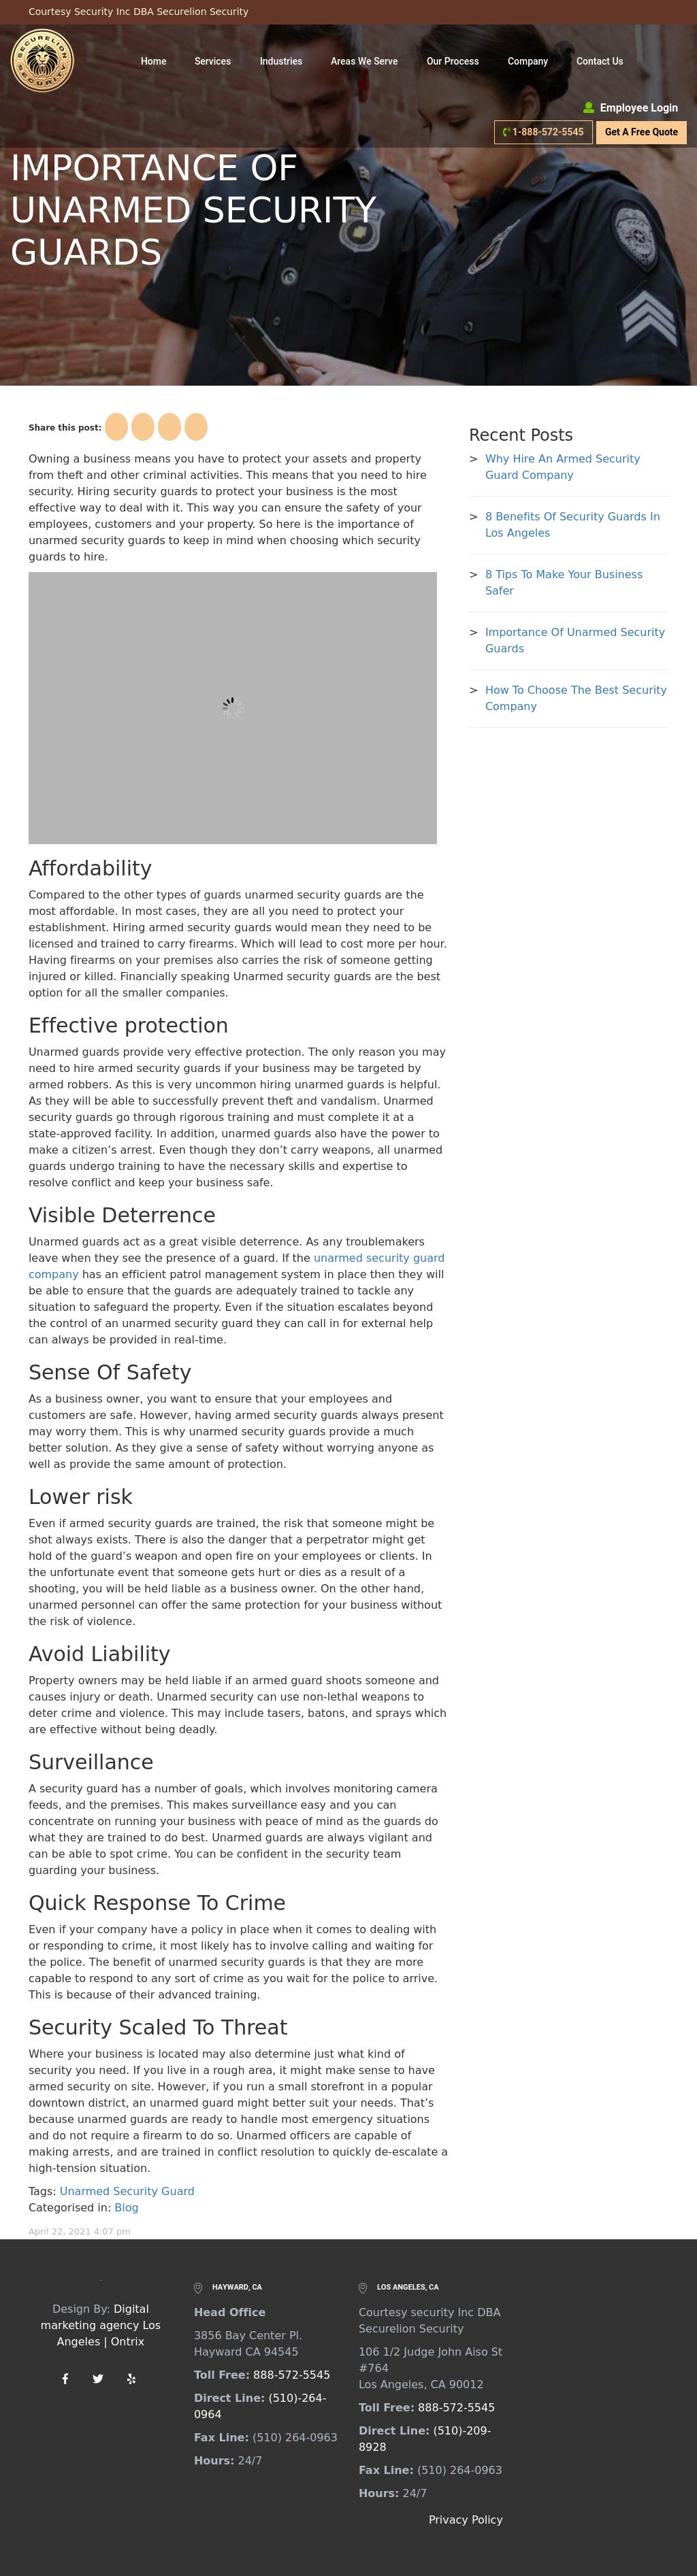 Courtesy Security Inc DBA Securelion Security
SECURELION
SECURITY
Home Services Industries Areas We Serve Our Process Company Contact Us
Employee Login
1-888-572-5545 Get A Free Quote
IMPORTANCE OF
UNARMED SECURITY
GUARDS
Share this post:
Owning a business means you have to protect your assets and property
from theft and other criminal activities. This means that you need to hire
security. Hiring security guards to protect your business is the most
effective way to deal with it. This way you can ensure the safety of your
employees, customers and your property. So here is the importance of
unarmed security guards to keep in mind when choosing which security
guards to hire.
Affordability
Compared to the other types of guards unarmed security guards are the
most affordable. In most cases, they are all you need to protect your
establishment. Hiring armed security guards would mean they need to be
licensed and trained to carry firearms. Which will lead to cost more per hour.
Having firearms on your premises also carries the risk of someone getting
injured or killed. Financially speaking Unarmed security guards are the best
option for all the smaller companies.
Effective protection
Unarmed guards provide very effective protection. The only reason you may
need to hire armed security guards if your business may be targeted by
armed robbers. As this is very uncommon hiring unarmed guards is helpful.
As they will be able to successfully prevent theft and vandalism. Unarmed
security guards go through rigorous training and must complete it at a
state-approved facility. In addition, unarmed guards also have the power to
make a citizen’s arrest. Even though they don’t carry weapons, all unarmed
guards undergo training to have the necessary skills and expertise to
resolve conflict and keep your business safe.
Visible Deterrence
Unarmed guards act as a great visible deterrence. As any troublemakers
leave when they see the presence of a guard. If the unarmed security guard
company has an efficient patrol management system in place then they will
be able to ensure that the guards are adequately trained to tackle any
situation to safeguard the property. Even if the situation escalates beyond
the control of an unarmed security guard they can call in for external help
can always be provided in real-time.
Sense Of Safety
As a business owner, you want to ensure that your employees and
customers are safe. However, having armed security guards always present
may worry them. This is why unarmed security guards provide a much
better solution. As they give a sense of safety without worrying anyone as
well as provide the same amount of protection.
Lower risk
Even if armed security guards are trained, the risk that someone might be
shot always exists. There is also the danger that a perpetrator might get
hold of the guard’s weapon and open fire on your employees or clients. In
the unfortunate event that someone gets hurt or dies as a result of a
shooting, you will be held liable as a business owner. On the other hand,
unarmed personnel can offer the same protection for your business without
the risk of violence.
Avoid Liability
Property owners may be held liable if an armed guard shoots someone and
causes injury or death. Unarmed security can use non-lethal weapons to
deter crime and violence. This may include tasers, batons, and sprays which
are effective without being deadly.
Surveillance
A security guard has a number of goals, which involves monitoring camera
feeds, and the premises. This makes surveillance easy and you can
concentrate on running your business with peace of mind as the guards do
what they are trained to do best. Unarmed guards are always vigilant and
can be able to spot crime. You can be confident in the security team
guarding your business.
Quick Response To Crime
Even if your company have a policy in place when it comes to dealing with
or responding to crime, it most likely has to involve calling and waiting for
the police. The benefit of unarmed security guards is that they are more
capable to respond to any sort of crime as you wait for the police to arrive.
This is because of their advanced training.
Security Scaled To Threat
Where your business is located may also determine just what kind of
security you need. If you live in a rough area, it might make sense to have
armed security on site. However, if you run a small storefront in a popular
downtown district, an unarmed guard might better suit your needs. That’s
because unarmed guards are ready to handle most emergency situations
and do not require a firearm to do so. Unarmed officers are capable of
making arrests, and are trained in conflict resolution to quickly de-escalate a
high-tension situation.
Tags: Unarmed Security Guard
Categorised in: Blog
April 22, 2021 4:07 pm
Recent Posts
> Why Hire An Armed Security
Guard Company
> 8 Benefits Of Security Guards In
Los Angeles
> 8 Tips To Make Your Business
Safer
> Importance Of Unarmed Security
Guards
> How To Choose The Best Security
Company
Design By: Digital
marketing agency Los
Angeles | Ontrix
HAYWARD, CA
Head Office
3856 Bay Center Pl.
Hayward CA 94545
Toll Free: 888-572-5545
Direct Line: (510)-264-
0964
Fax Line: (510) 264-0963
Hours: 24/7
LOS ANGELES, CA
Courtesy security Inc DBA
Securelion Security
106 1/2 Judge John Aiso St
#764
Los Angeles, CA 90012
Toll Free: 888-572-5545
Direct Line: (510)-209-
8928
Fax Line: (510) 264-0963
Hours: 24/7
Privacy Policy